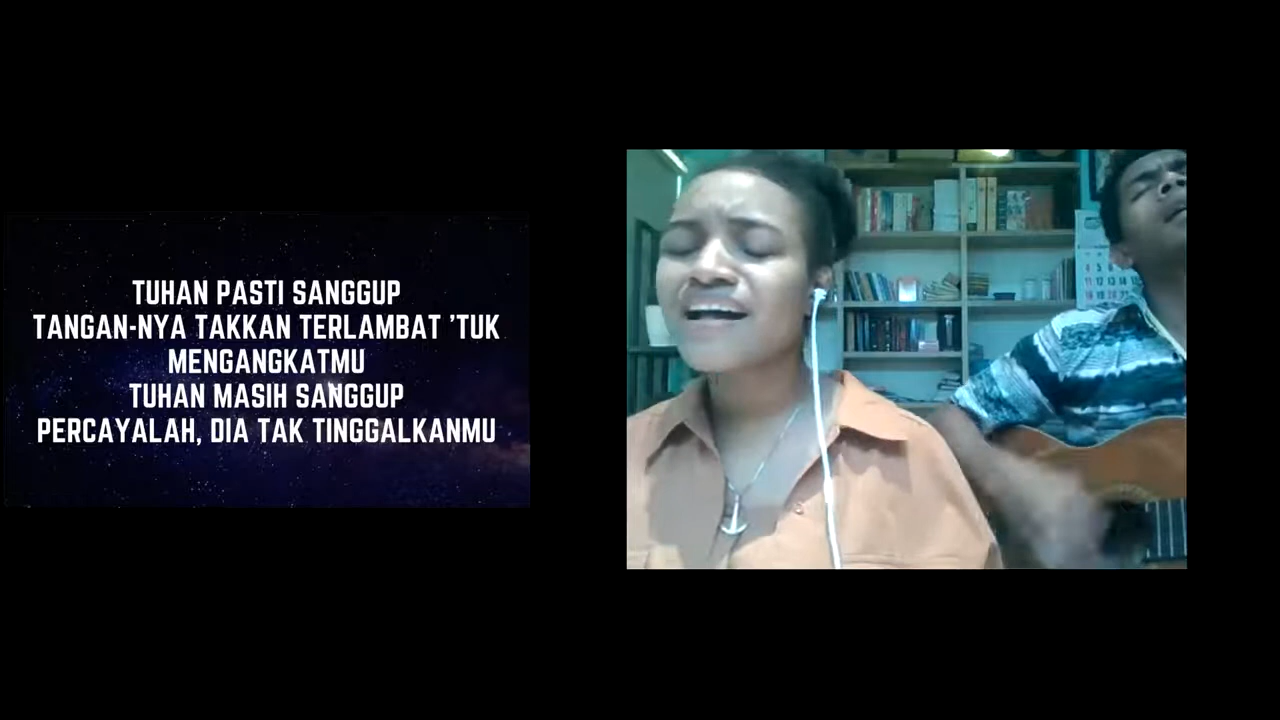 TUHAN PASTI SANGGUP
TANGAN-NYA TAKKAN TERLAMBAT 'TUK
MENGANGKATMU
TUHAN MASIH SANGGUP
PERCAYALAH, DIA TAK TINGGALKANMU